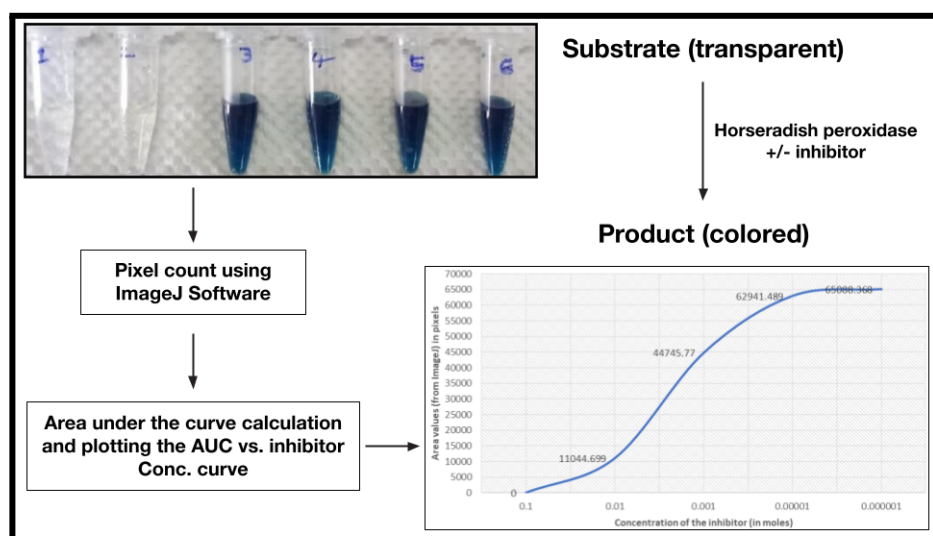 1
3
4
5
6
Substrate (transparent)
Horseradish peroxidase
+/- inhibitor
Product (colored)
Pixel count using
ImageJ Software
Area under the curve calculation
and plotting the AUC vs. inhibitor
Conc. curve
Area values (from ImageJ) in pixels
70000
65000
60000
55000
50000
45000
40000
35000
30000
25000
20000
15000
10000
5000
0
0
11044.699
44745.77
62941.489
65088.368
0.1
0.01
0.001
0.00001
0.000001
Concentration of the inhibitor (in moles)